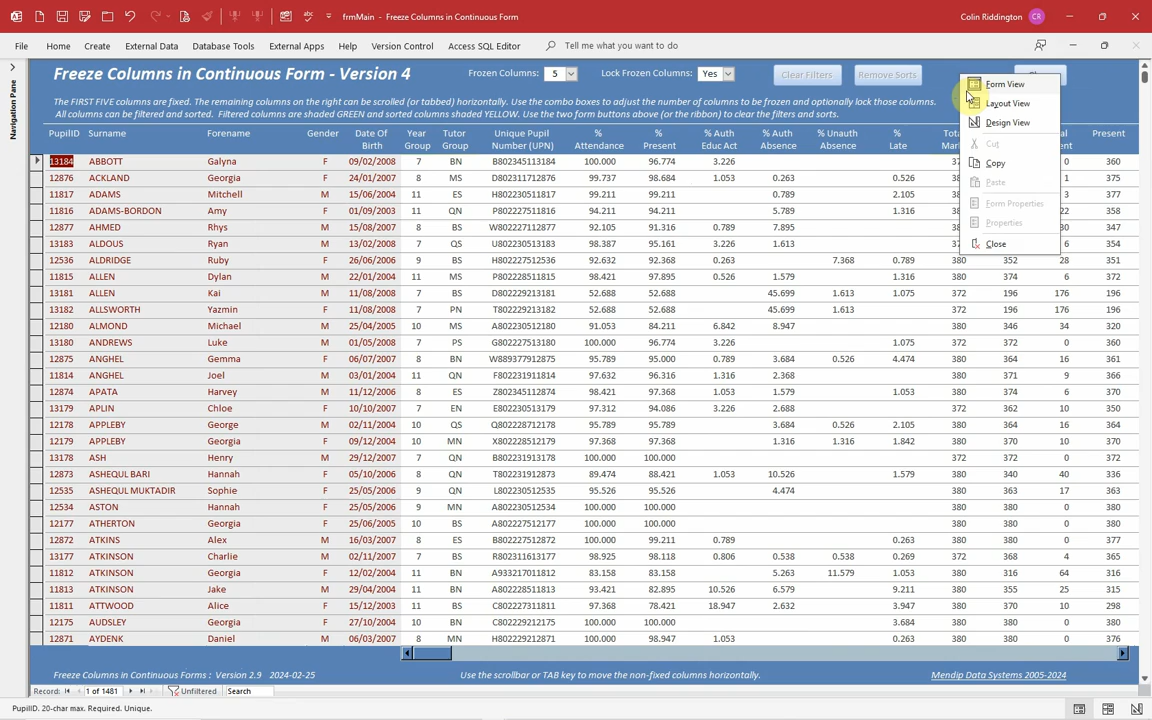 frmMain - Freeze Columns in Continuous Form
Colin Riddington CR
File Home Create External Data Database Tools External Apps Help Version Control Access SQL Editor Tell me what you want to do
Navigation Pane
Freeze Columns in Continuous Form - Version 4 Frozen Columns: 5 Lock Frozen Columns: Yes Clear Filters Remove Sorts
The FIRST FIVE columns are fixed. The remaining columns on the right can be scrolled (or tabbed) horizontally. Use the combo boxes to adjust the number of columns to be frozen and optionally lock those columns.
All columns can be filtered and sorted. Filtered columns are shaded GREEN and sorted columns shaded YELLOW. Use the two form buttons above (or the ribbon) to clear the filters and sorts.
Form View
Layout View
Design View
Cut
Copy
Paste
Form Properties
Properties
Close
PupilID Surname Forename Gender Date Of Birth Year Group Tutor Group Unique Pupil Number (UPN) % Attendance % Present % Auth Educ Act % Auth Absence % Unauth Absence % Late Present
13184 ABBOTT Galyna F 09/02/2008 7 BN B802345113184 100.000 96.774 3.226 0 360
12876 ACKLAND Georgia F 24/01/2007 8 MS D802311712876 99.737 98.684 1.053 0.263 0.526 1 375
11817 ADAMS Mitchell M 15/06/2004 11 ES H802230511817 99.211 99.211 0.789 2.105 3 377
11816 ADAMS-BORDON Amy F 01/09/2003 11 QN P802227511816 94.211 94.211 5.789 1.316 22 358
12877 AHMED Rhys M 15/08/2007 8 BS W802227112877 92.105 91.316 0.789 7.895 30 347
13183 ALDOUS Ryan M 13/02/2008 7 QS U802230513183 98.387 95.161 3.226 1.613 6 354
12536 ALDRIDGE Ruby F 26/06/2006 9 BS H802227512536 92.632 92.368 0.263 7.368 0.789 380 352 28 351
11815 ALLEN Dylan M 22/01/2004 11 MS P802228511815 98.421 97.895 0.526 1.579 1.316 380 374 6 372
13181 ALLEN Kai M 11/08/2008 7 BS D802229213181 52.688 52.688 45.699 1.613 1.075 372 196 176 196
13182 ALLSWORTH Yazmin F 11/08/2008 7 PN T802229213182 52.688 52.688 45.699 1.613 372 196 176 196
12180 ALMOND Michael M 25/04/2005 10 MS A802230512180 91.053 84.211 6.842 8.947 380 346 34 320
13180 ANDREWS Luke M 01/05/2008 7 PS G802227513180 100.000 96.774 3.226 1.075 372 372 0 360
12875 ANGHEL Gemma F 06/07/2007 8 BN W889377912875 95.789 95.000 0.789 3.684 0.526 4.474 380 364 16 361
11814 ANGHEL Joel M 03/01/2004 11 QN F802231911814 97.632 96.316 1.316 2.368 380 371 9 366
12874 APATA Harvey M 11/12/2006 8 ES Z802345412874 98.421 97.368 1.053 1.579 1.053 380 374 6 370
13179 APLIN Chloe F 10/10/2007 7 EN E802230513179 97.312 94.086 3.226 2.688 372 362 10 350
12178 APPLEBY George M 02/11/2004 10 QS Q802228712178 95.789 95.789 3.684 0.526 2.105 380 364 16 364
12179 APPLEBY Georgia F 09/12/2004 10 MN X802228512179 97.368 97.368 1.316 1.316 1.842 380 370 10 370
13178 ASH Henry M 29/12/2007 7 QN B802231913178 100.000 100.000 372 372 0 372
12873 ASHEQUL BARI Hannah F 05/10/2006 8 QN T802231912873 89.474 88.421 1.053 10.526 1.579 380 340 40 336
12535 ASHEQUL MUKTADIR Sophie F 25/05/2006 9 QN L802230512535 95.526 95.526 4.474 380 363 17 363
12534 ASTON Hannah F 25/05/2006 9 MN A802230512534 100.000 100.000 380 380 0 380
12177 ATHERTON Georgia F 25/06/2005 10 BS A802227512177 100.000 100.000 380 380 0 380
12872 ATKINS Alex M 16/03/2007 8 ES B802227512872 100.000 99.211 0.789 0.263 380 380 0 377
13177 ATKINSON Charlie M 02/11/2007 7 BS R802311613177 98.925 98.118 0.806 0.538 0.538 0.269 372 368 4 365
11812 ATKINSON Georgia F 12/02/2004 11 BN A933217011812 83.158 83.158 5.263 11.579 1.053 380 316 64 316
11813 ATKINSON Jake M 29/04/2004 11 BN A802228511813 93.421 82.895 10.526 6.579 9.211 380 355 25 315
11811 ATTWOOD Alice F 15/12/2003 11 BS C802227311811 97.368 78.421 18.947 2.632 3.947 380 370 10 298
12175 AUDSLEY Georgia F 27/10/2004 10 BN C802229212175 100.000 100.000 3.684 380 380 0 380
12871 AYDENK Daniel M 06/03/2007 8 MN H802229212871 100.000 98.947 1.053 0.263 380 380 0 376
Freeze Columns in Continuous Forms : Version 2.9 2024-02-25 Use the scrollbar or TAB key to move the non-fixed columns horizontally. Mendip Data Systems 2005-2024
Record: 1 of 1481 Unfiltered Search
PupilID. 20-char max. Required. Unique.